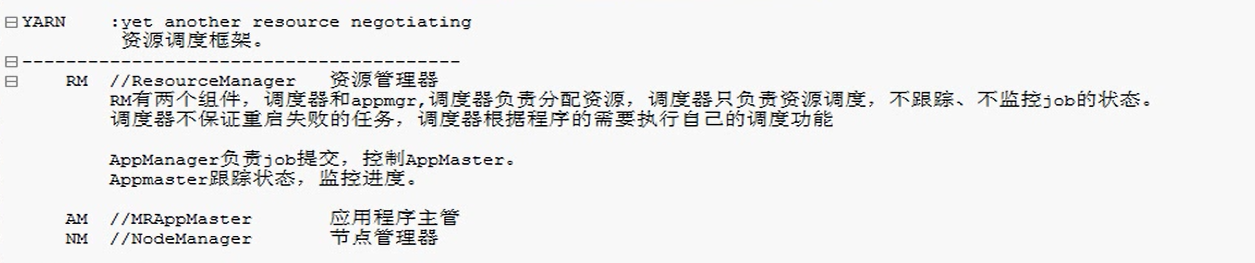 YARN :yet another resource negotiating
资源调度框架。
----------------------------------------
RM //ResourceManager 资源管理器
RM有两个组件，调度器和appmgr,调度器负责分配资源，调度器只负责资源调度，不跟踪、不监控job的状态。
调度器不保证重启失败的任务，调度器根据程序的需要执行自己的调度功能
AppManager负责job提交，控制AppMaster。
Appmaster跟踪状态，监控进度。
AM //MRAppMaster 应用程序主管
NM //NodeManager 节点管理器